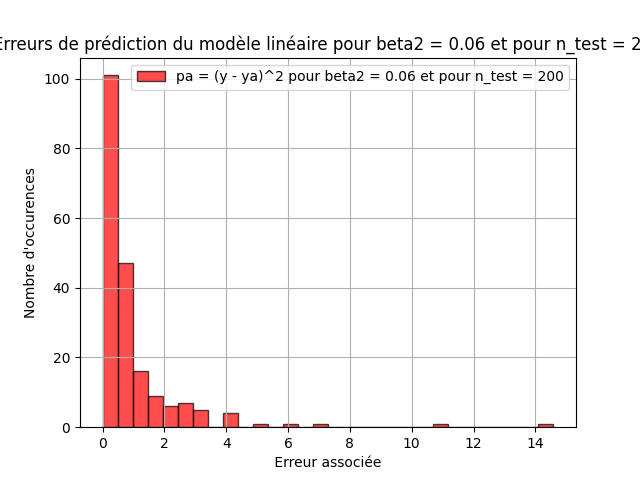 Erreurs de prédiction du modèle linéaire pour beta2 = 0.06 et pour n_test = 2
pa = (y - ya)^2 pour beta2 = 0.06 et pour n_test = 200
100
80
60
40
20
0
Nombre d'occurences
0 2 4 6 8 10 12 14
Erreur associée